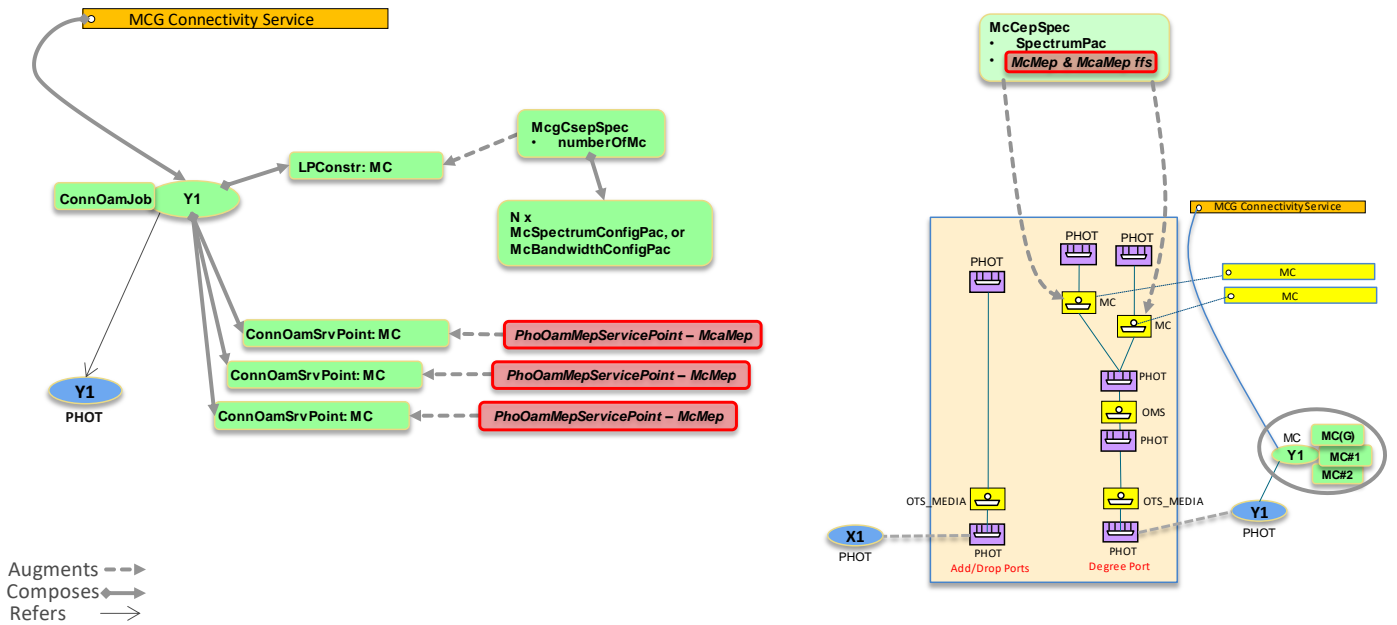 MCG Connectivity Service
LPConstr: MC
McgCsepSpec
• numberOfMc
ConnOamJob
Y1
N x
McSpectrumConfigPac, or
McBandwidthConfigPac
ConnOamSrvPoint: MC
PhoOamMepServicePoint – McaMep
ConnOamSrvPoint: MC
PhoOamMepServicePoint – McMep
ConnOamSrvPoint: MC
PhoOamMepServicePoint – McMep
Y1
PHOT
Augments
Composes
Refers
McCepSpec
• SpectrumPac
• McMep & McaMep ffs
MCG ConnectivityService
PHOT
PHOT
PHOT
MC
MC
MC
MC
PHOT
OMS
PHOT
MC
Y1
MC(G)
MC#1
MC#2
OTS_MEDIA
OTS_MEDIA
X1
PHOT
PHOT
Add/Drop Ports
PHOT
Degree Port
Y1
PHOT